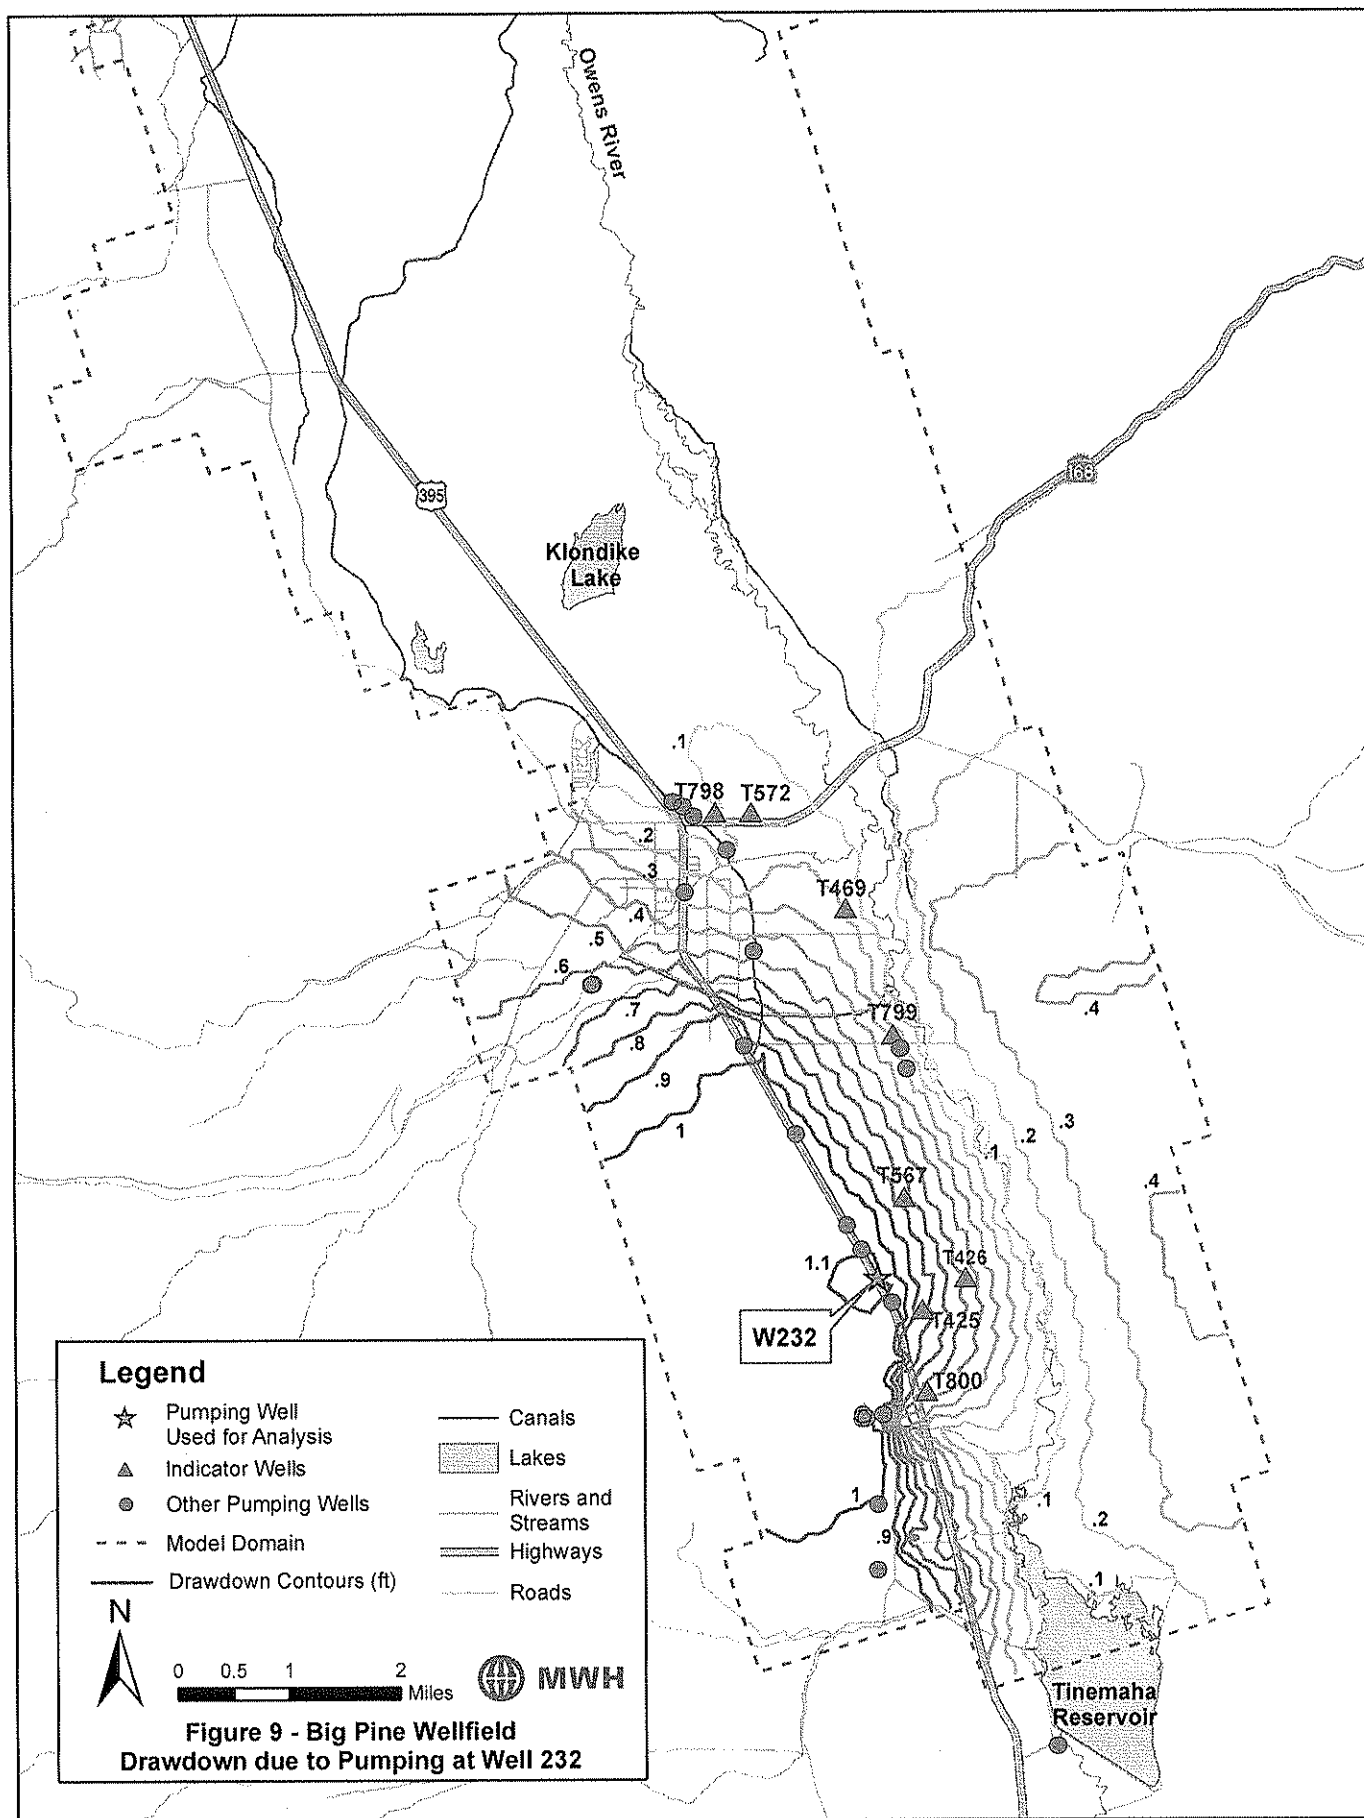 Owens River
395
168
Klondike
Lake
.1
T798
T572
.2
.3
T469
.4
.5
.6
.4
.7
T799
.8
.9
.3
.2
1
.1
T567
.4
1.1
T426
W232
T425
T800
1
.1
.2
.9
.1
Tinemaha
Reservoir
Legend
Pumping Well
Used for Analysis
Indicator Wells
Other Pumping Wells
Model Domain
Drawdown Contours (ft)
Canals
Lakes
Rivers and
Streams
Highways
Roads
N
0 0.5 1 2
Miles
MWH
Figure 9 - Big Pine Wellfield
Drawdown due to Pumping at Well 232